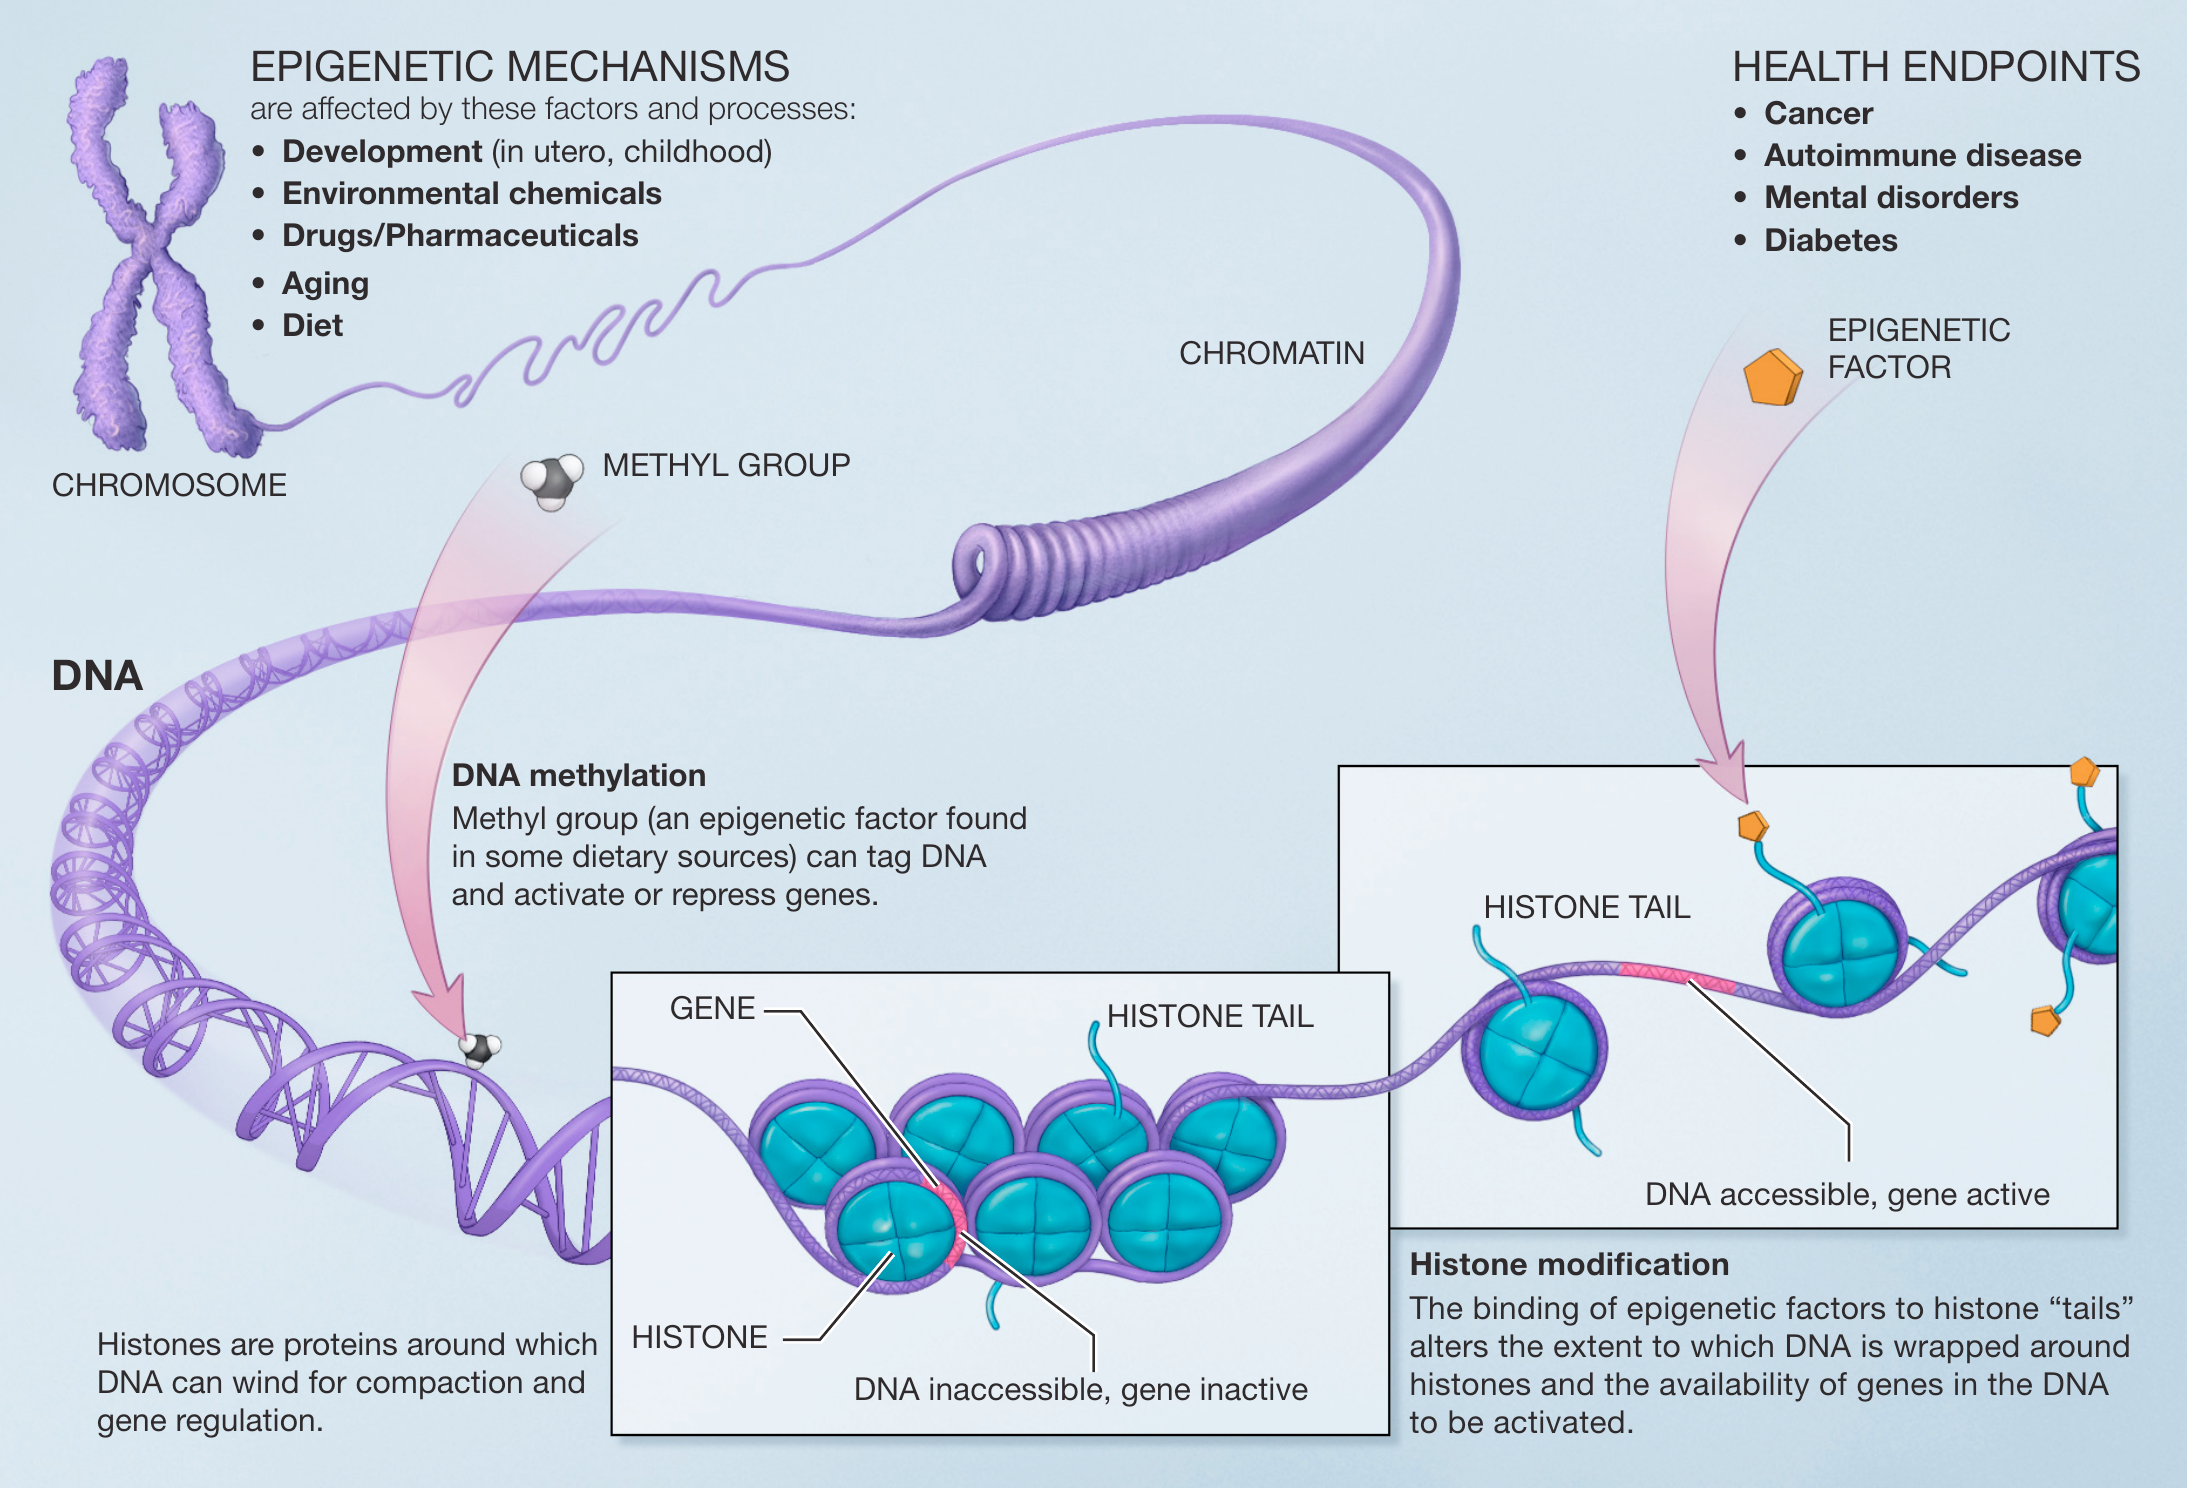 EPIGENETIC MECHANISMS
are affected by these factors and processes:
• Development (in utero, childhood)
• Environmental chemicals
• Drugs/Pharmaceuticals
• Aging
• Diet
HEALTH ENDPOINTS
• Cancer
• Autoimmune disease
• Mental disorders
• Diabetes
EPIGENETIC
FACTOR
CHROMATIN
CHROMOSOME
METHYL GROUP
DNA
DNA methylation
Methyl group (an epigenetic factor found
in some dietary sources) can tag DNA
and activate or repress genes.
HISTONE TAIL
GENE
HISTONE TAIL
DNA accessible, gene active
HISTONE
DNA inaccessible, gene inactive
Histones are proteins around which
DNA can wind for compaction and
gene regulation.
Histone modification
The binding of epigenetic factors to histone “tails”
alters the extent to which DNA is wrapped around
histones and the availability of genes in the DNA
to be activated.